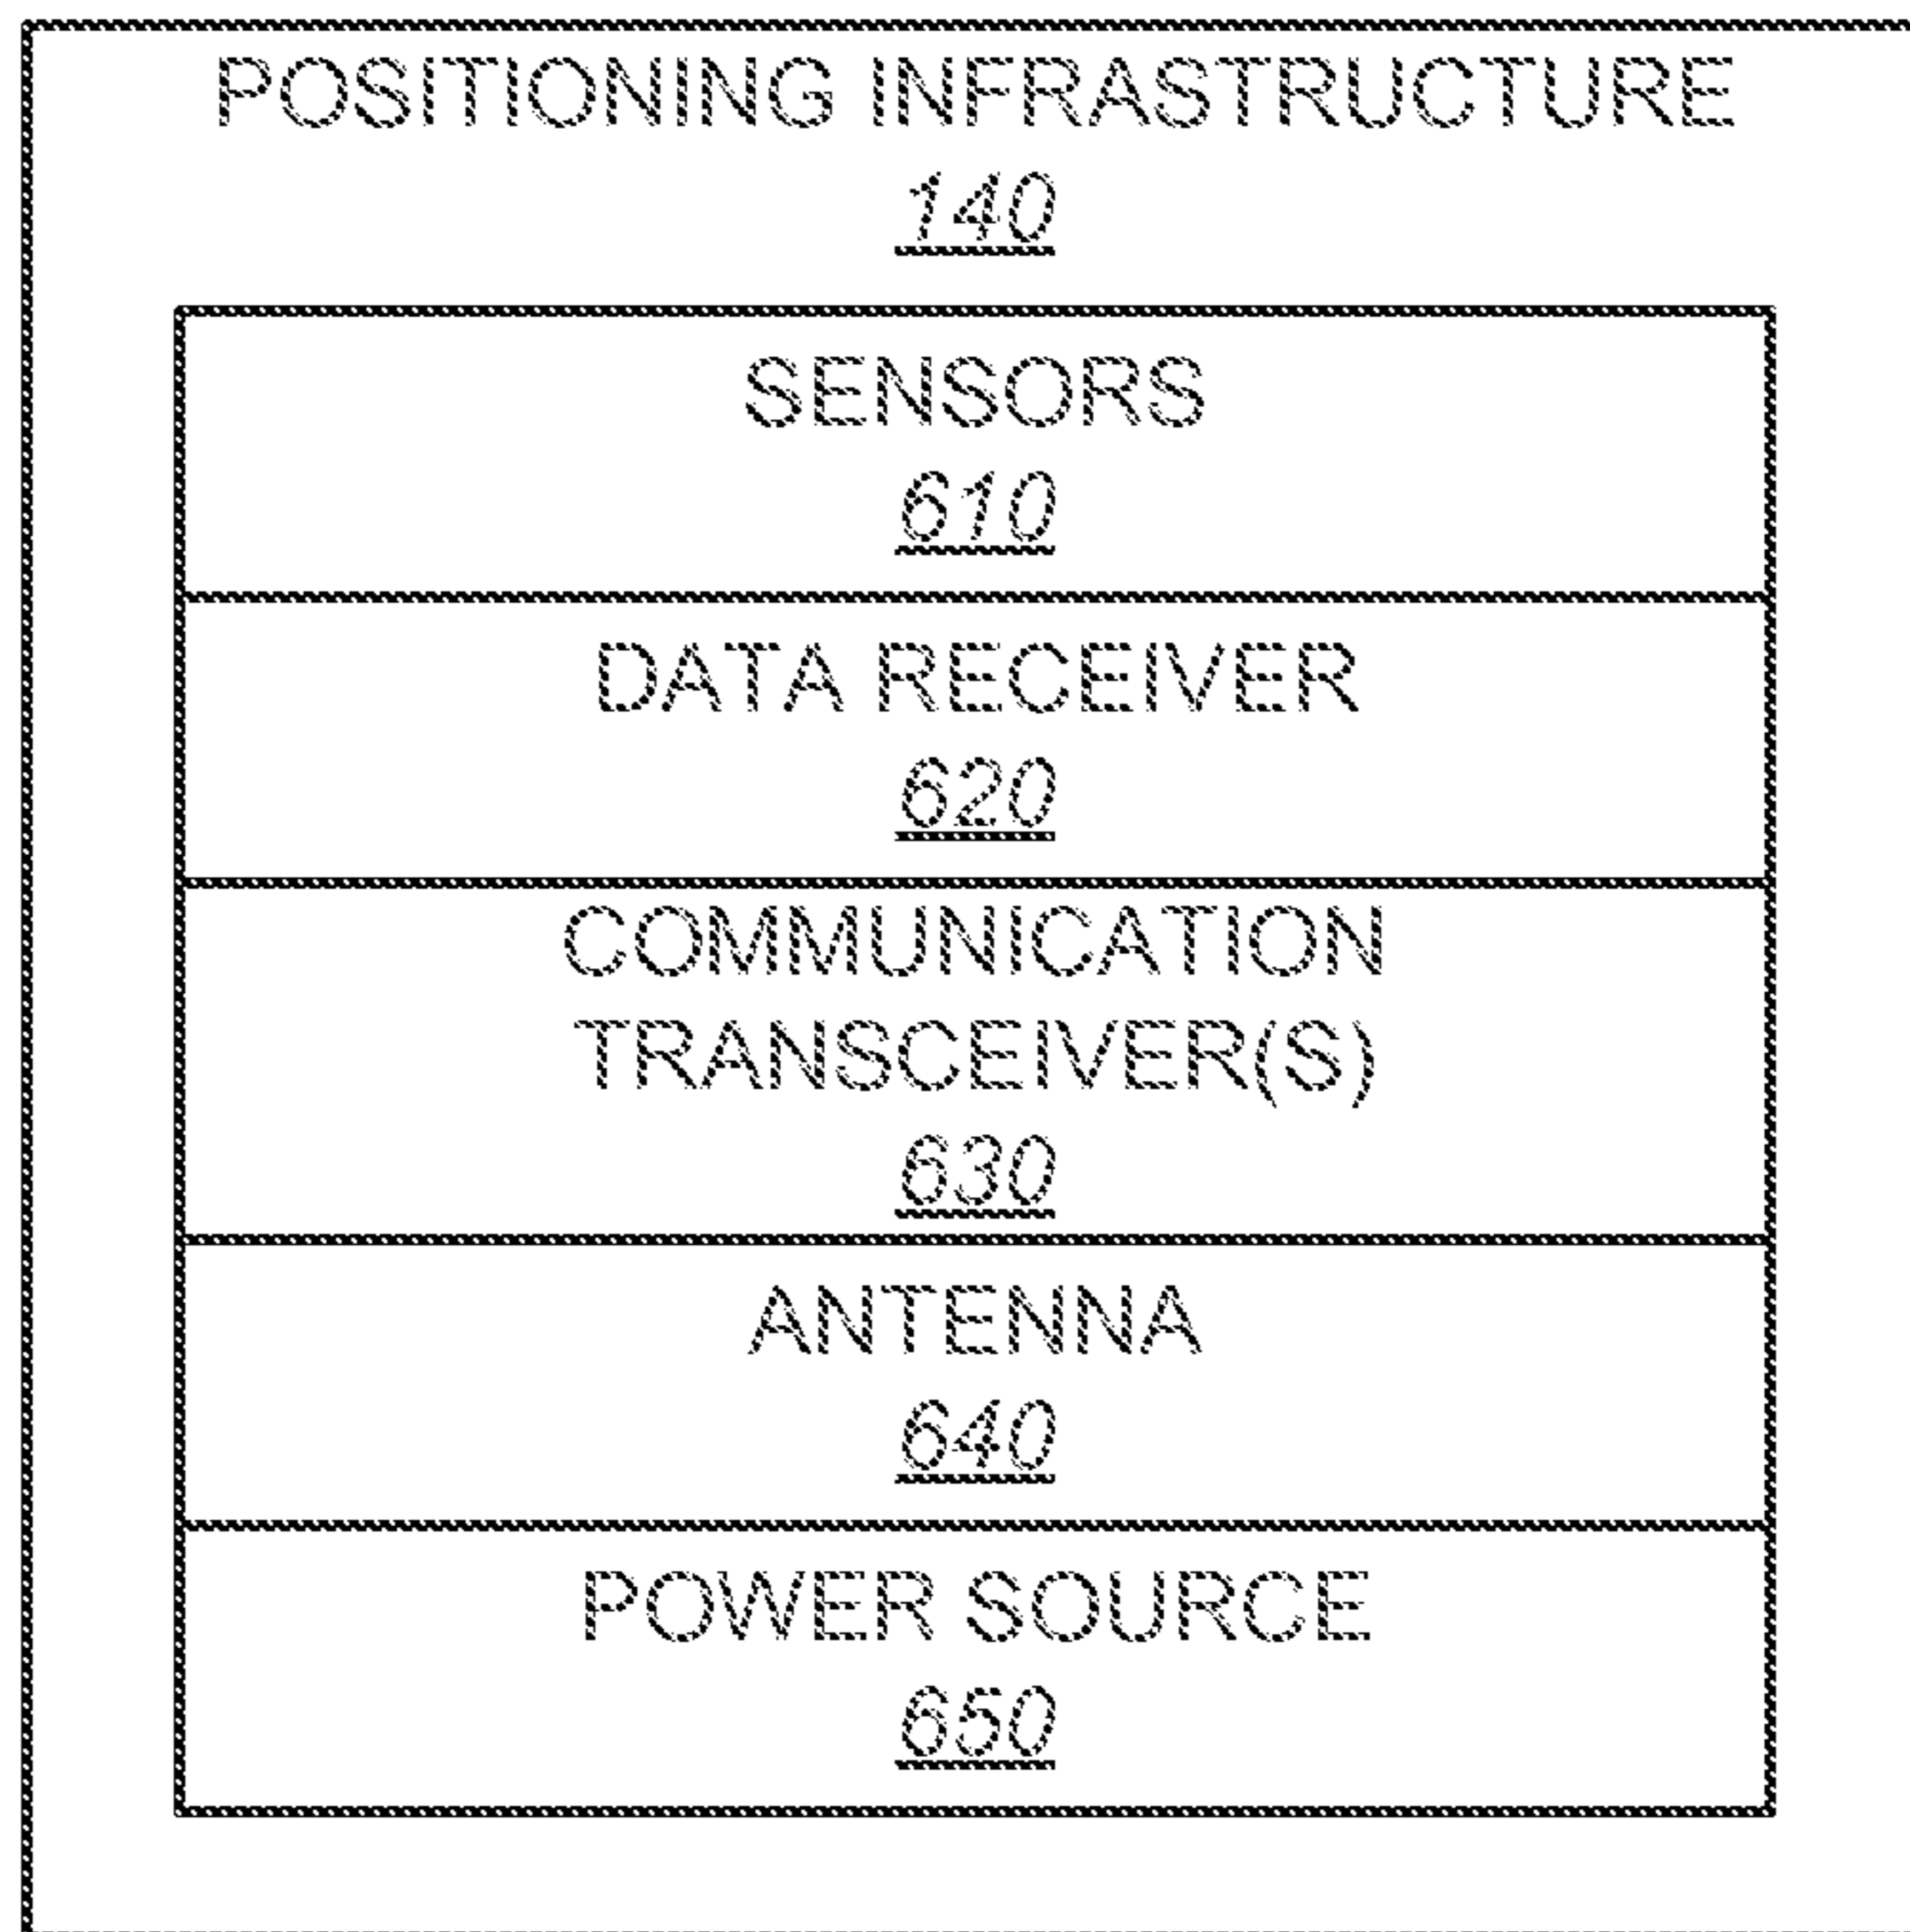 POSITIONING INFRASTRUCTURE
140
SENSORS
610
DATA RECEIVER
620
COMMUNICATION
TRANSCEIVER(S)
630
ANTENNA
640
POWER SOURCE
650